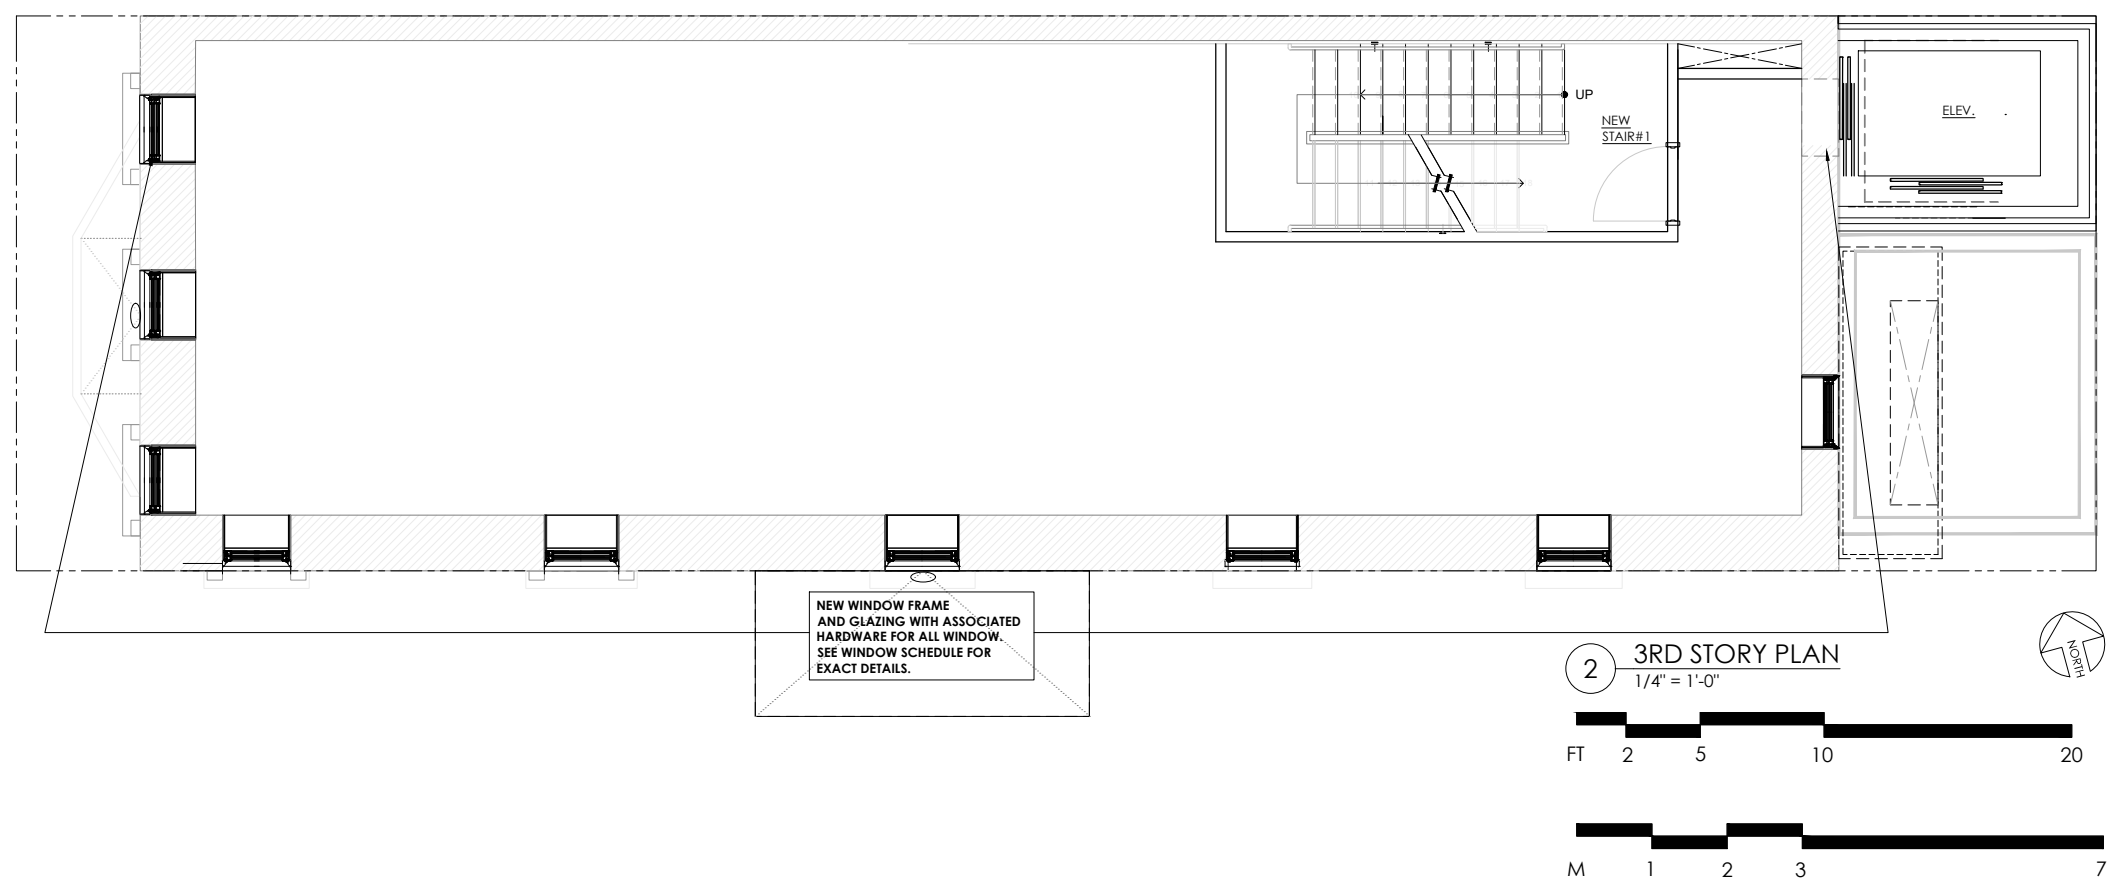 UP
NEW
STAIR#1
ELEV.
NEW WINDOW FRAME
AND GLAZING WITH ASSOCIATED
HARDWARE FOR ALL WINDOW.
SEE WINDOW SCHEDULE FOR
EXACT DETAILS.
2
3RD STORY PLAN
1/4" = 1'-0"
NORTH
FT 2 5 10 20
M 1 2 3 7